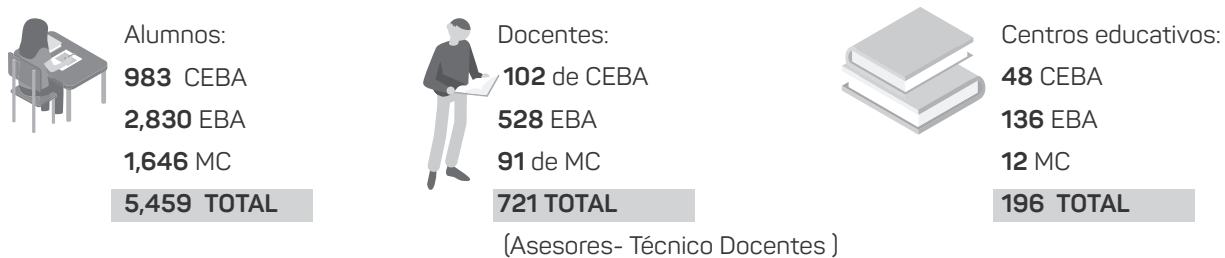 Alumnos:
983 CEBA
2,830 EBA
1,646 MC
5,459 TOTAL
Docentes:
102 de CEBA
528 EBA
91 de MC
721 TOTAL
(Asesores- Técnico Docentes )
Centros educativos:
48 CEBA
136 EBA
12 MC
196 TOTAL